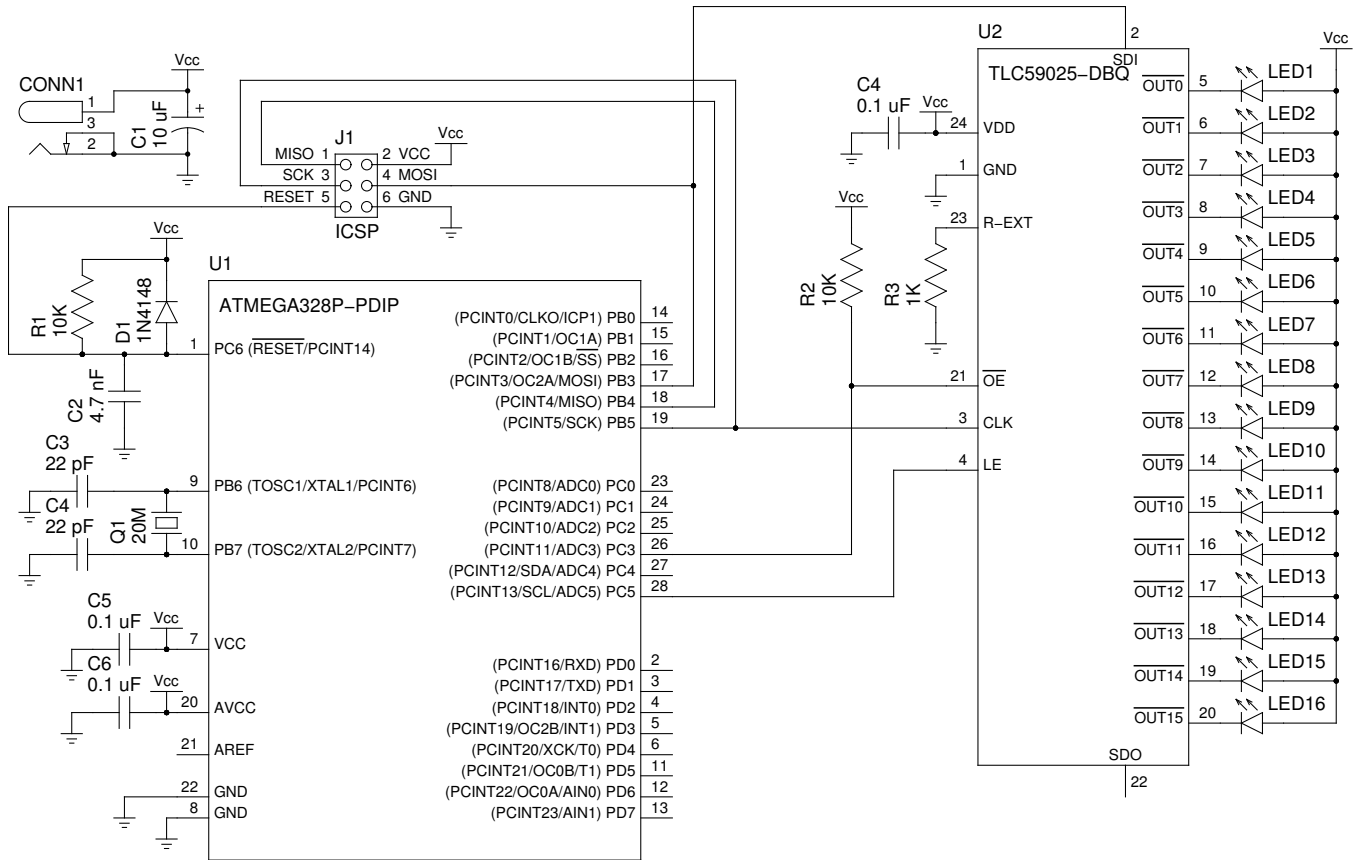 CONN1
1
3
2
Vcc
+
C1
10 uF
J1
MISO 1
2 VCC
Vcc
SCK 3
4 MOSI
RESET 5
6 GND
ICSP
Vcc
R1
10K
D1
1N4148
C2
4.7 nF
C3
22 pF
C4
22 pF
Q1
20M
C5
0.1 uF
Vcc
C6
0.1 uF
Vcc
U1
ATMEGA328P-PDIP
1 PC6 (RESET/PCINT14)
9 PB6 (TOSC1/XTAL1/PCINT6)
10 PB7 (TOSC2/XTAL2/PCINT7)
7 VCC
20 AVCC
21 AREF
22 GND
8 GND
(PCINT0/CLKO/ICP1) PB0 14
(PCINT1/OC1A) PB1 15
(PCINT2/OC1B/SS) PB2 16
(PCINT3/OC2A/MOSI) PB3 17
(PCINT4/MISO) PB4 18
(PCINT5/SCK) PB5 19
(PCINT8/ADC0) PC0 23
(PCINT9/ADC1) PC1 24
(PCINT10/ADC2) PC2 25
(PCINT11/ADC3) PC3 26
(PCINT12/SDA/ADC4) PC4 27
(PCINT13/SCL/ADC5) PC5 28
(PCINT16/RXD) PD0 2
(PCINT17/TXD) PD1 3
(PCINT18/INT0) PD2 4
(PCINT19/OC2B/INT1) PD3 5
(PCINT20/XCK/T0) PD4 6
(PCINT21/OC0B/T1) PD5 11
(PCINT22/OC0A/AIN0) PD6 12
(PCINT23/AIN1) PD7 13
C4
0.1 uF
Vcc
Vcc
R2
10K
R3
1K
U2
2
SDI
TLC59025-DBQ
24 VDD
1 GND
23 R-EXT
21 OE
3 CLK
4 LE
Vcc
OUT0 5 LED1
OUT1 6 LED2
OUT2 7 LED3
OUT3 8 LED4
OUT4 9 LED5
OUT5 10 LED6
OUT6 11 LED7
OUT7 12 LED8
OUT8 13 LED9
OUT9 14 LED10
OUT10 15 LED11
OUT11 16 LED12
OUT12 17 LED13
OUT13 18 LED14
OUT14 19 LED15
OUT15 20 LED16
SDO
22